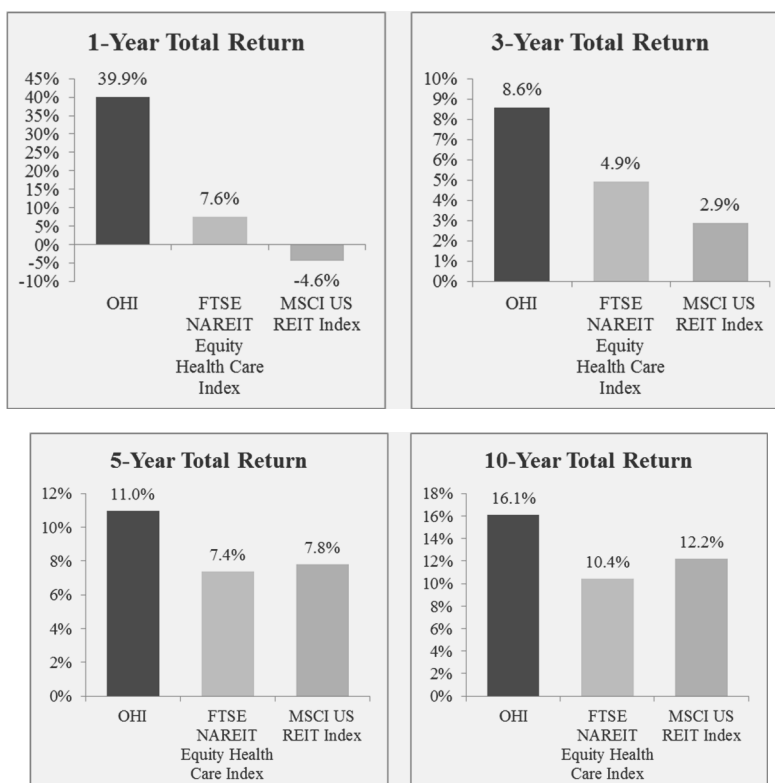 1-Year Total Return
45%
40%
35%
30%
25%
20%
15%
10%
5%
0%
-5%
-10%
39.9%
7.6%
-4.6%
OHI
FTSE
NAREIT
Equity
Health Care
Index
MSCI US
REIT Index
3-Year Total Return
10%
9%
8%
7%
6%
5%
4%
3%
2%
1%
0%
8.6%
4.9%
2.9%
OHI
FTSE
NAREIT
Equity
Health Care
Index
MSCI US
REIT Index
5-Year Total Return
12%
10%
8%
6%
4%
2%
0%
11.0%
7.4%
7.8%
OHI
FTSE
NAREIT
Equity Health
Care Index
MSCI US
REIT Index
10-Year Total Return
18%
16%
14%
12%
10%
8%
6%
4%
2%
0%
16.1%
10.4%
12.2%
OHI
FTSE
NAREIT
Equity Health
Care Index
MSCI US
REIT Index